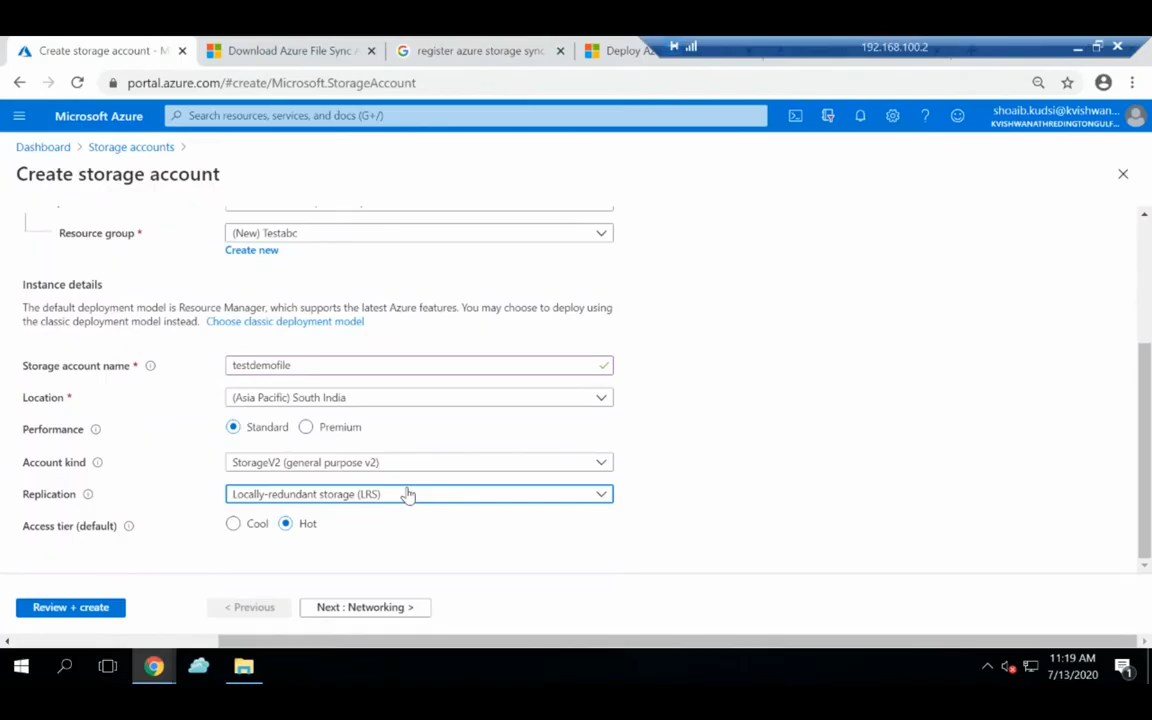 Create storage account - M
Download Azure File Sync
register azure storage sync
Deploy Az
192.168.100.2
portal.azure.com/#create/Microsoft.StorageAccount
Microsoft Azure
Search resources, services, and docs (G+/)
shoaib.kudsi@kvishwan...
KVISHWANATHREDINGTONGULF...
Dashboard > Storage accounts >
Create storage account
Resource group *
(New) Testabc
Create new
Instance details
The default deployment model is Resource Manager, which supports the latest Azure features. You may choose to deploy using
the classic deployment model instead. Choose classic deployment model
Storage account name *
testdemofile
Location *
(Asia Pacific) South India
Performance
Standard
Premium
Account kind
StorageV2 (general purpose v2)
Replication
Locally-redundant storage (LRS)
Access tier (default)
Cool
Hot
Review + create
< Previous
Next : Networking >
11:19 AM
7/13/2020
1